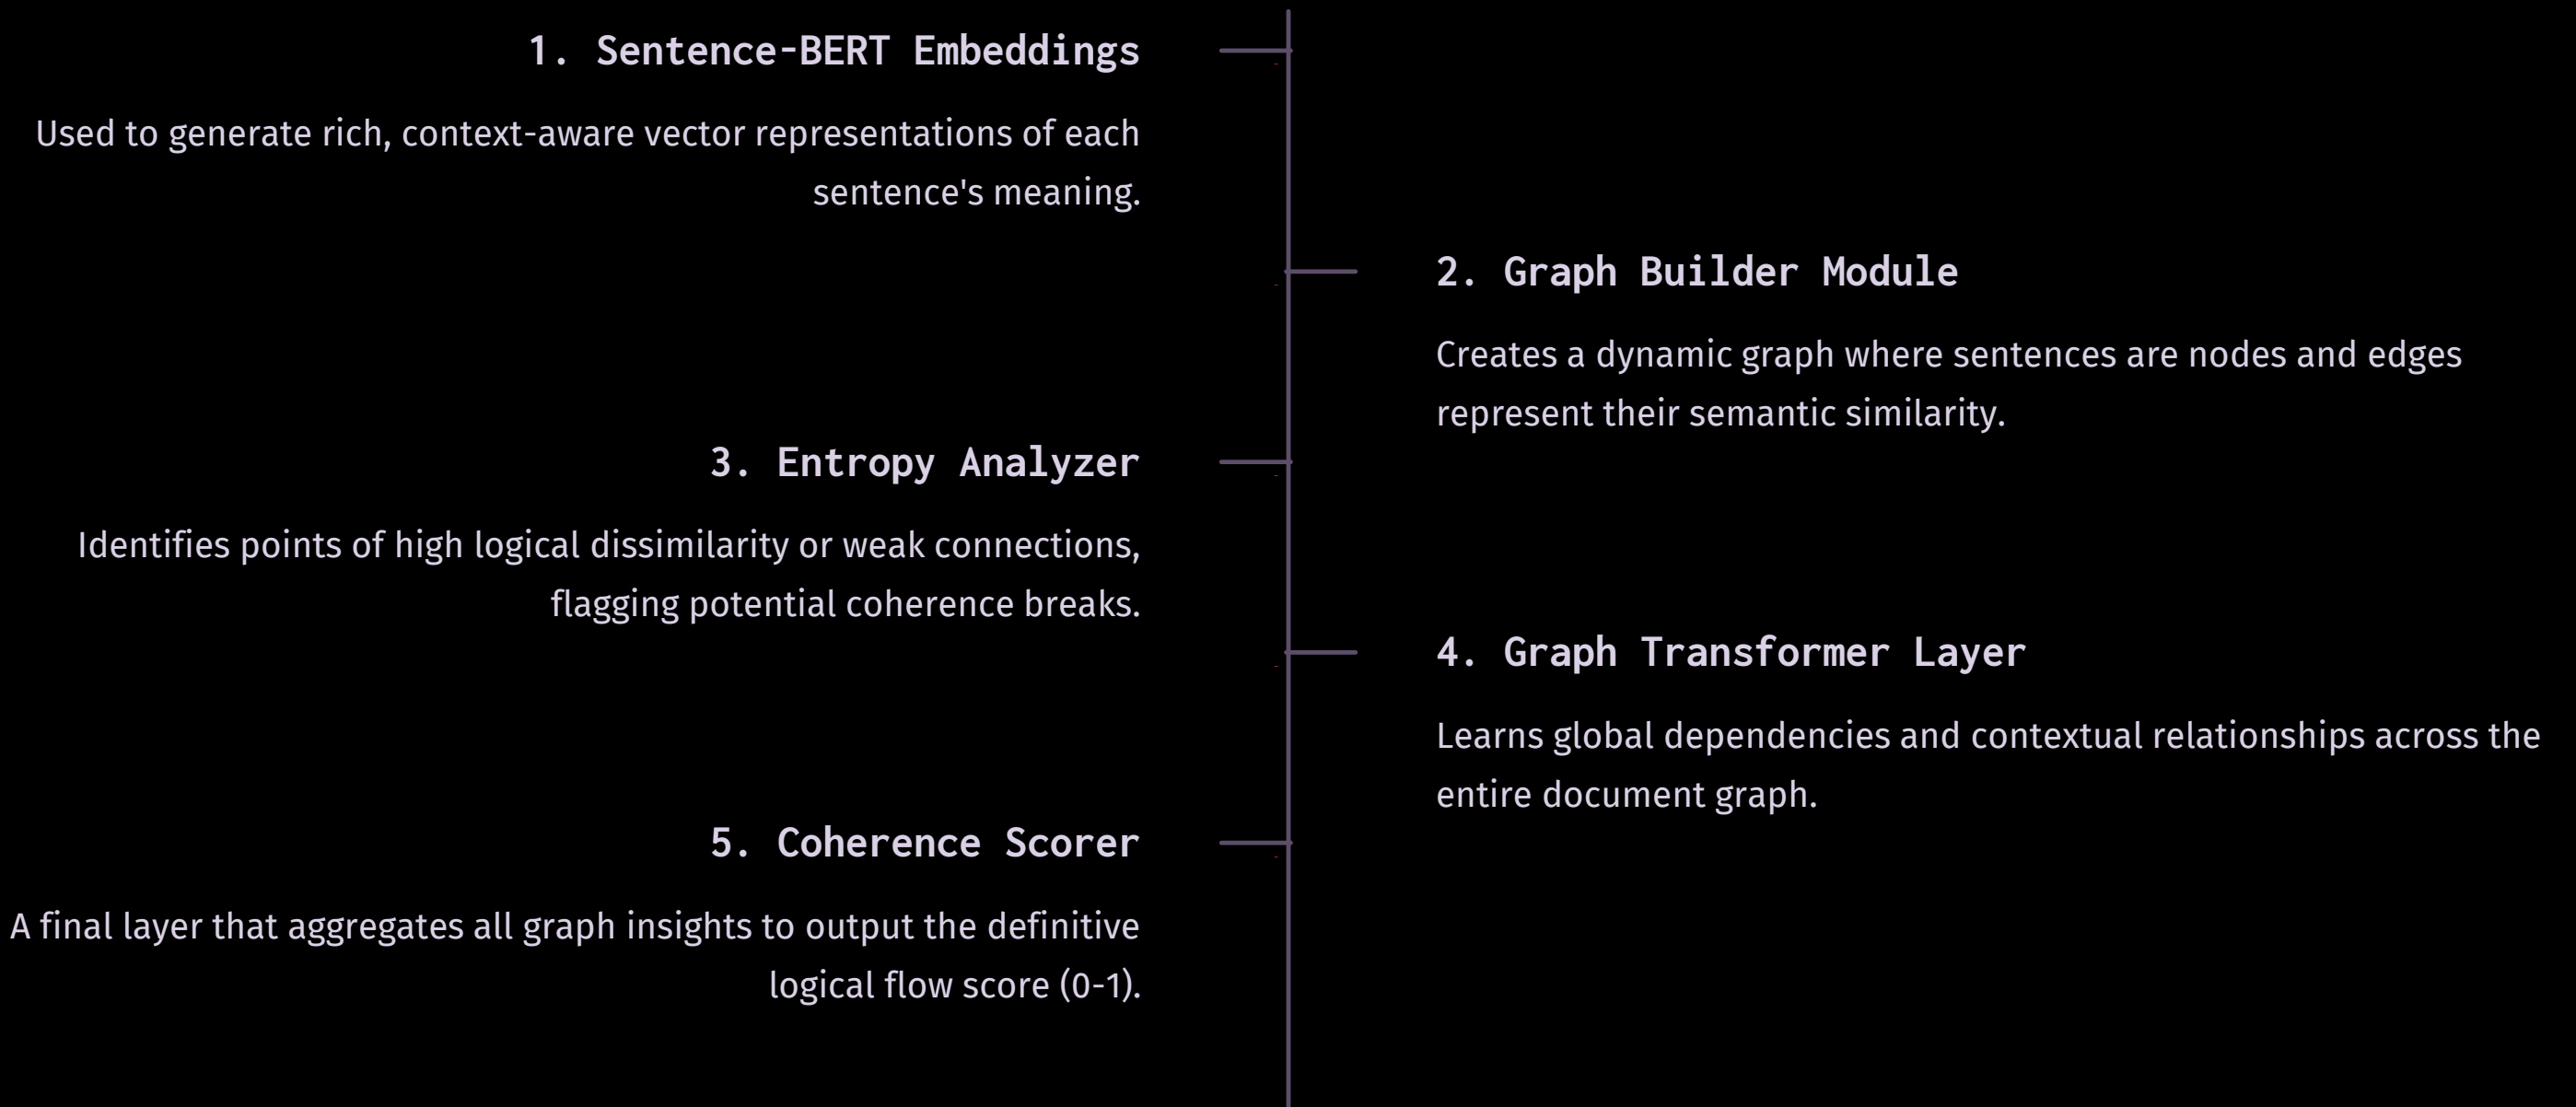 1. Sentence-BERT Embeddings
Used to generate rich, context-aware vector representations of each
sentence's meaning.
2. Graph Builder Module
Creates a dynamic graph where sentences are nodes and edges
represent their semantic similarity.
3. Entropy Analyzer
Identifies points of high logical dissimilarity or weak connections,
flagging potential coherence breaks.
4. Graph Transformer Layer
Learns global dependencies and contextual relationships across the
entire document graph.
5. Coherence Scorer
A final layer that aggregates all graph insights to output the definitive
logical flow score (0-1).